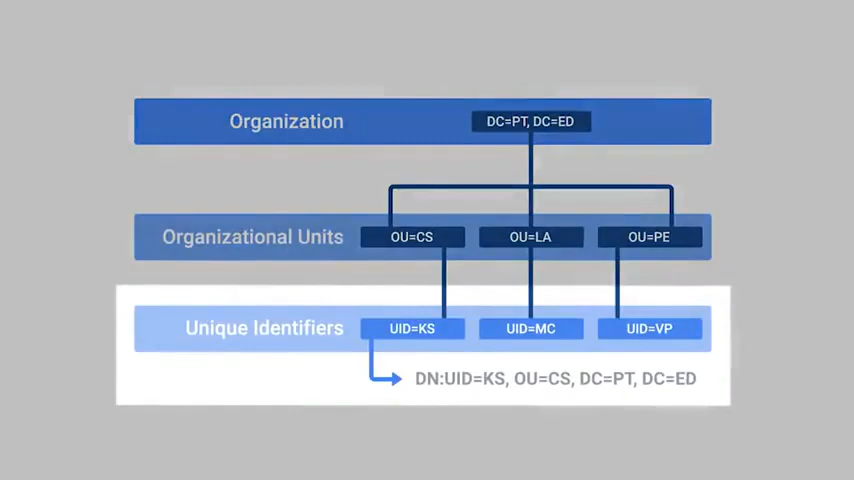 Organization DC=PT, DC=ED
Organizational Units OU=CS OU=LA OU=PE
Unique Identifiers UID=KS UID=MC UID=VP
DN:UID=KS, OU=CS, DC=PT, DC=ED